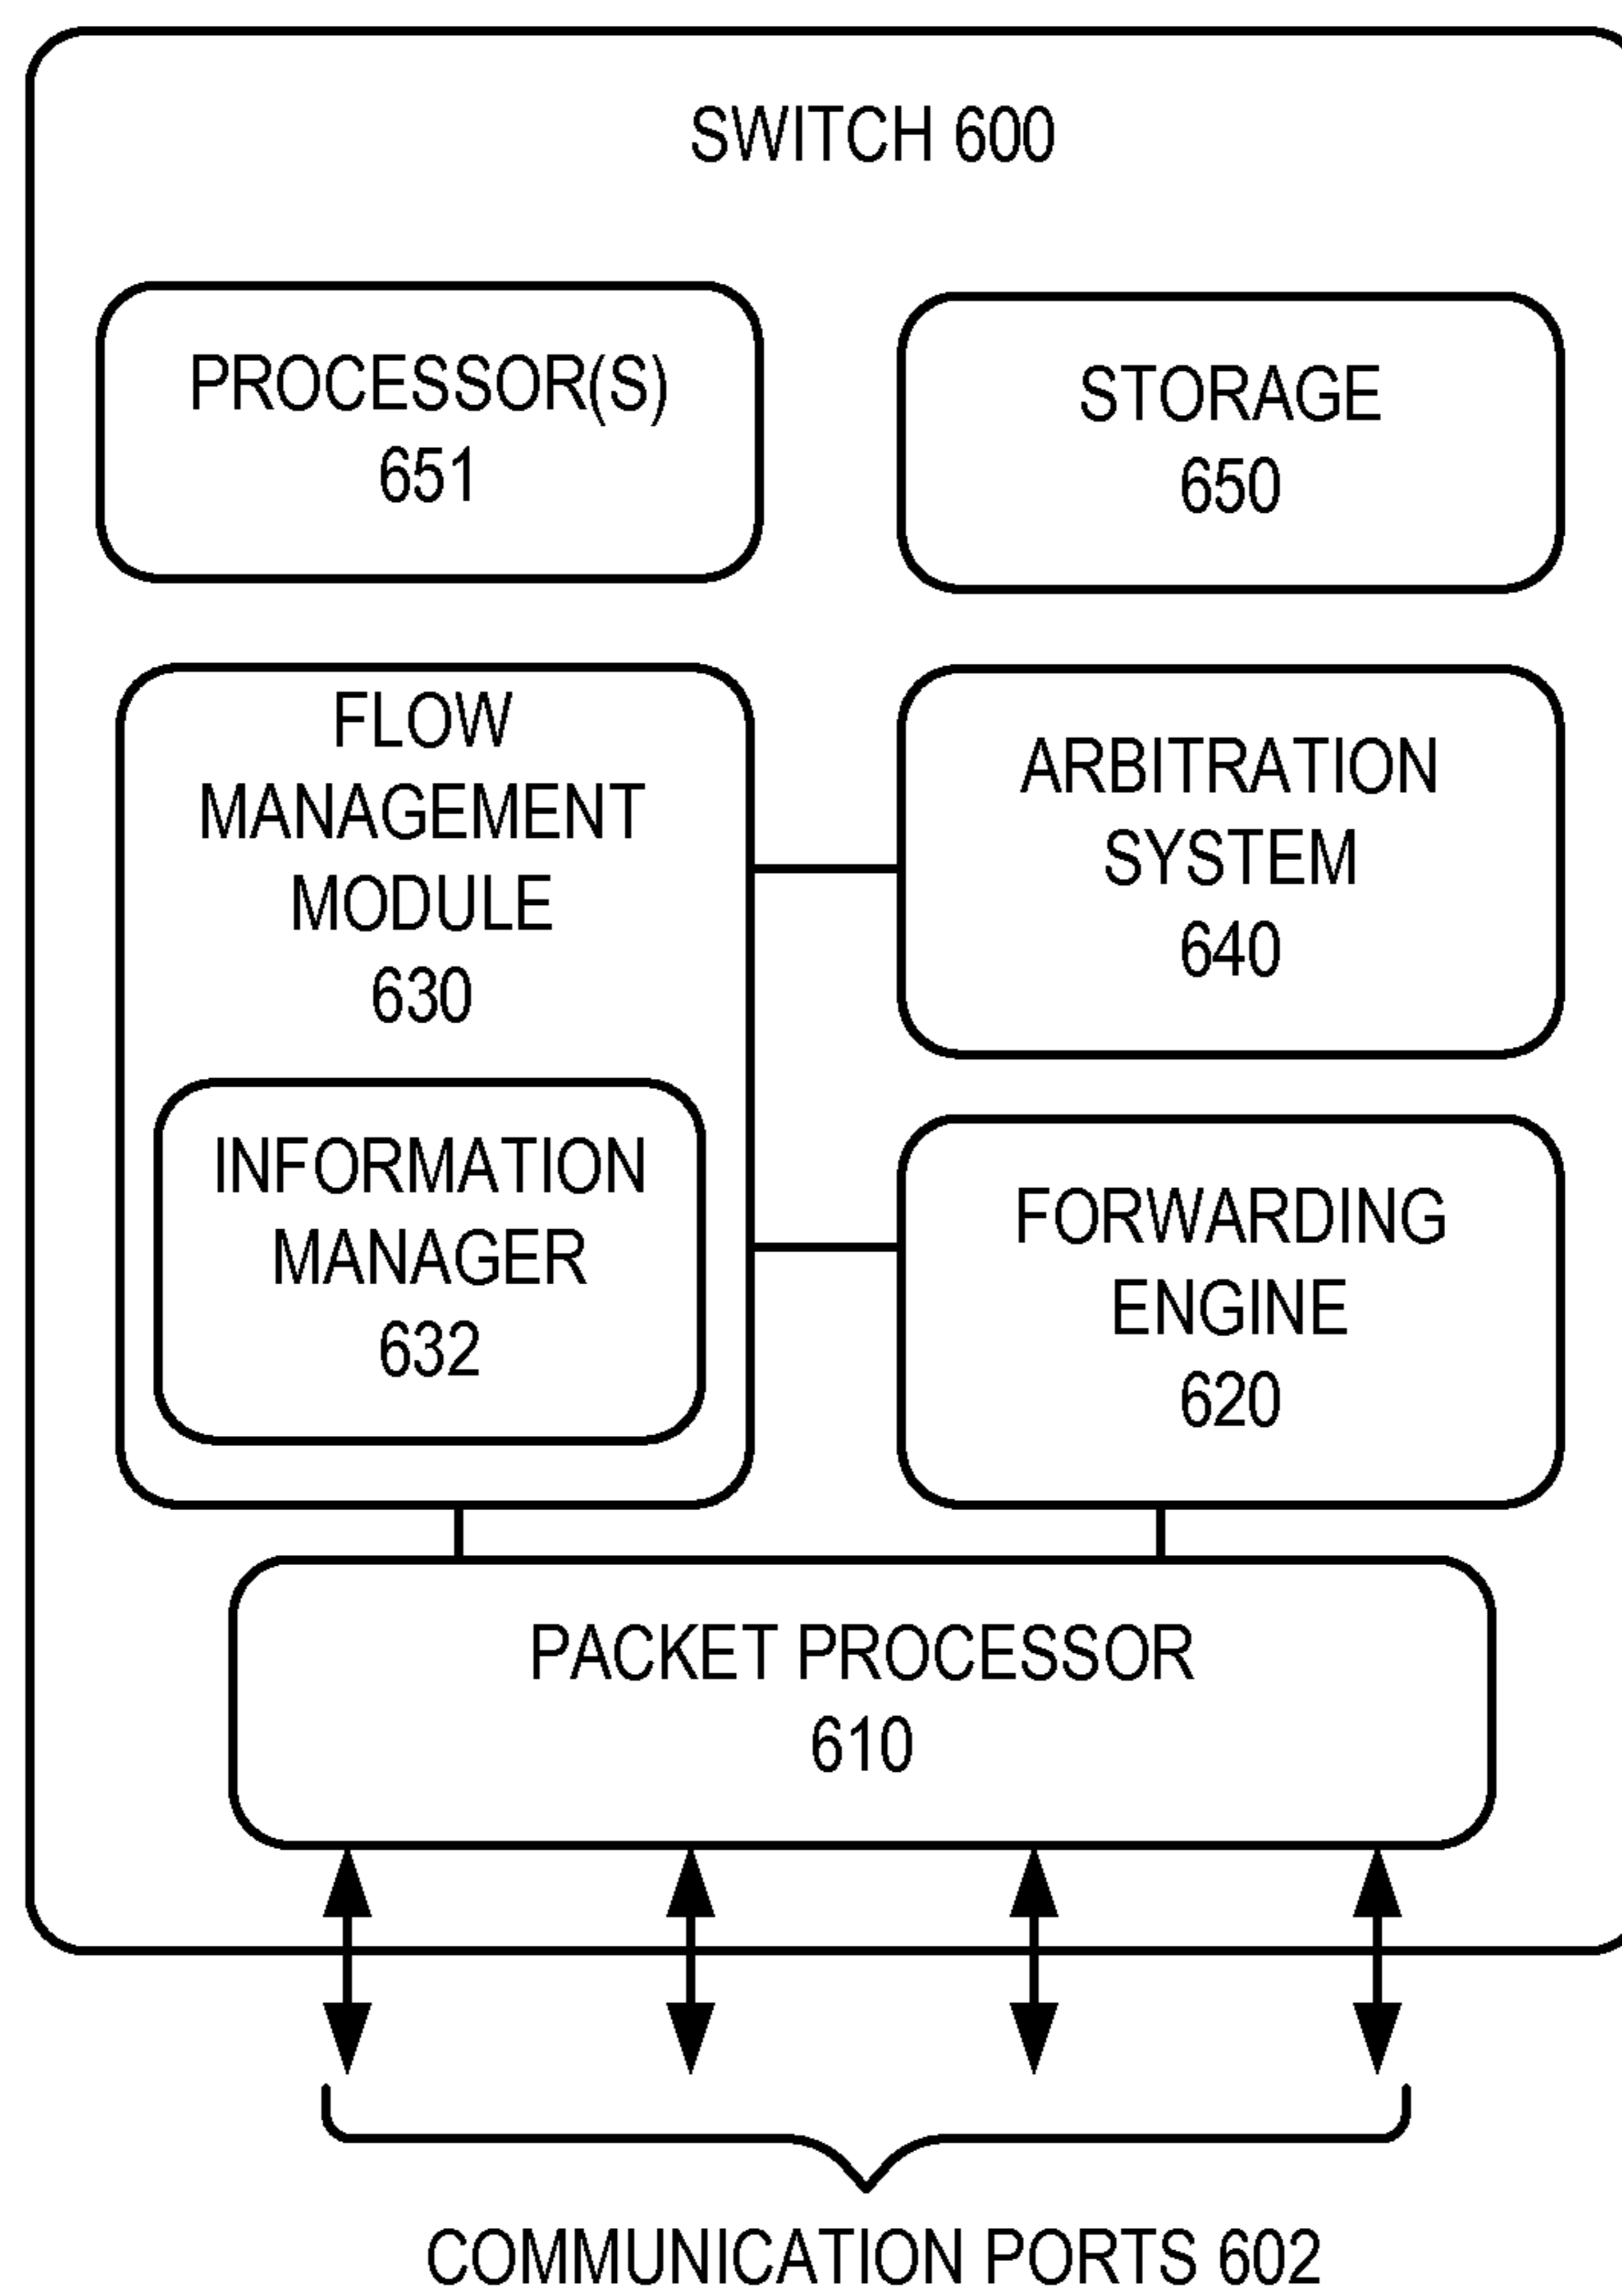 SWITCH 600
PROCESSOR(S)
651
STORAGE
650
FLOW
MANAGEMENT
MODULE
630
ARBITRATION
SYSTEM
640
INFORMATION
MANAGER
632
FORWARDING
ENGINE
620
PACKET PROCESSOR
610
COMMUNICATION PORTS 602